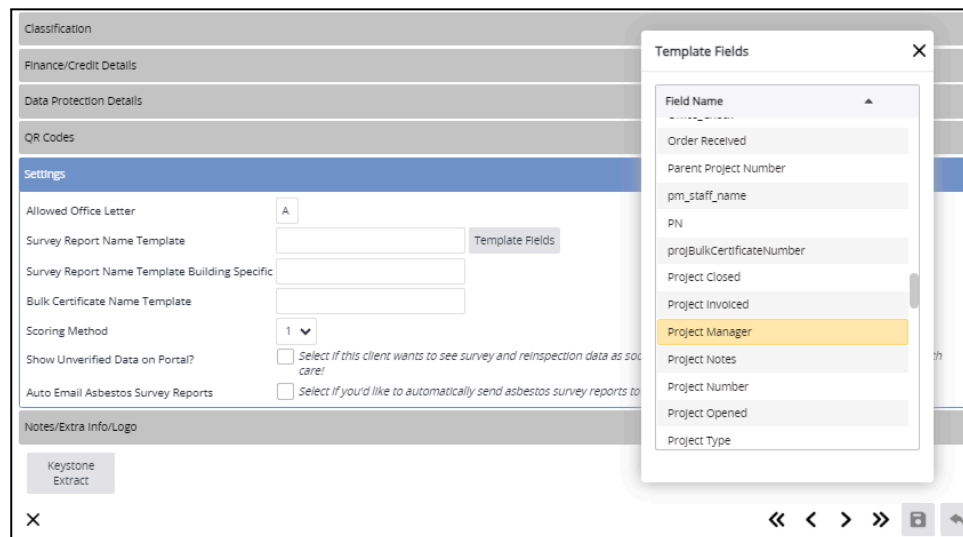 Classification
Finance/Credit Details
Data Protection Details
QR Codes
Settings
Allowed Office Letter
A
Survey Report Name Template
Template Fields
Survey Report Name Template Building Specific
Bulk Certificate Name Template
Scoring Method
1
Show Unverified Data on Portal?
Select if this client wants to see survey and reinspection data as
care!
Auto Email Asbestos Survey Reports
Select if you'd like to automatically send asbestos survey reports to
Notes/Extra Info/Logo
Keystone
Extract
Template Fields
Field Name
Order Received
Parent Project Number
pm_staff_name
PN
projBulkCertificateNumber
Project Closed
Project Invoiced
Project Manager
Project Notes
Project Number
Project Opened
Project Type